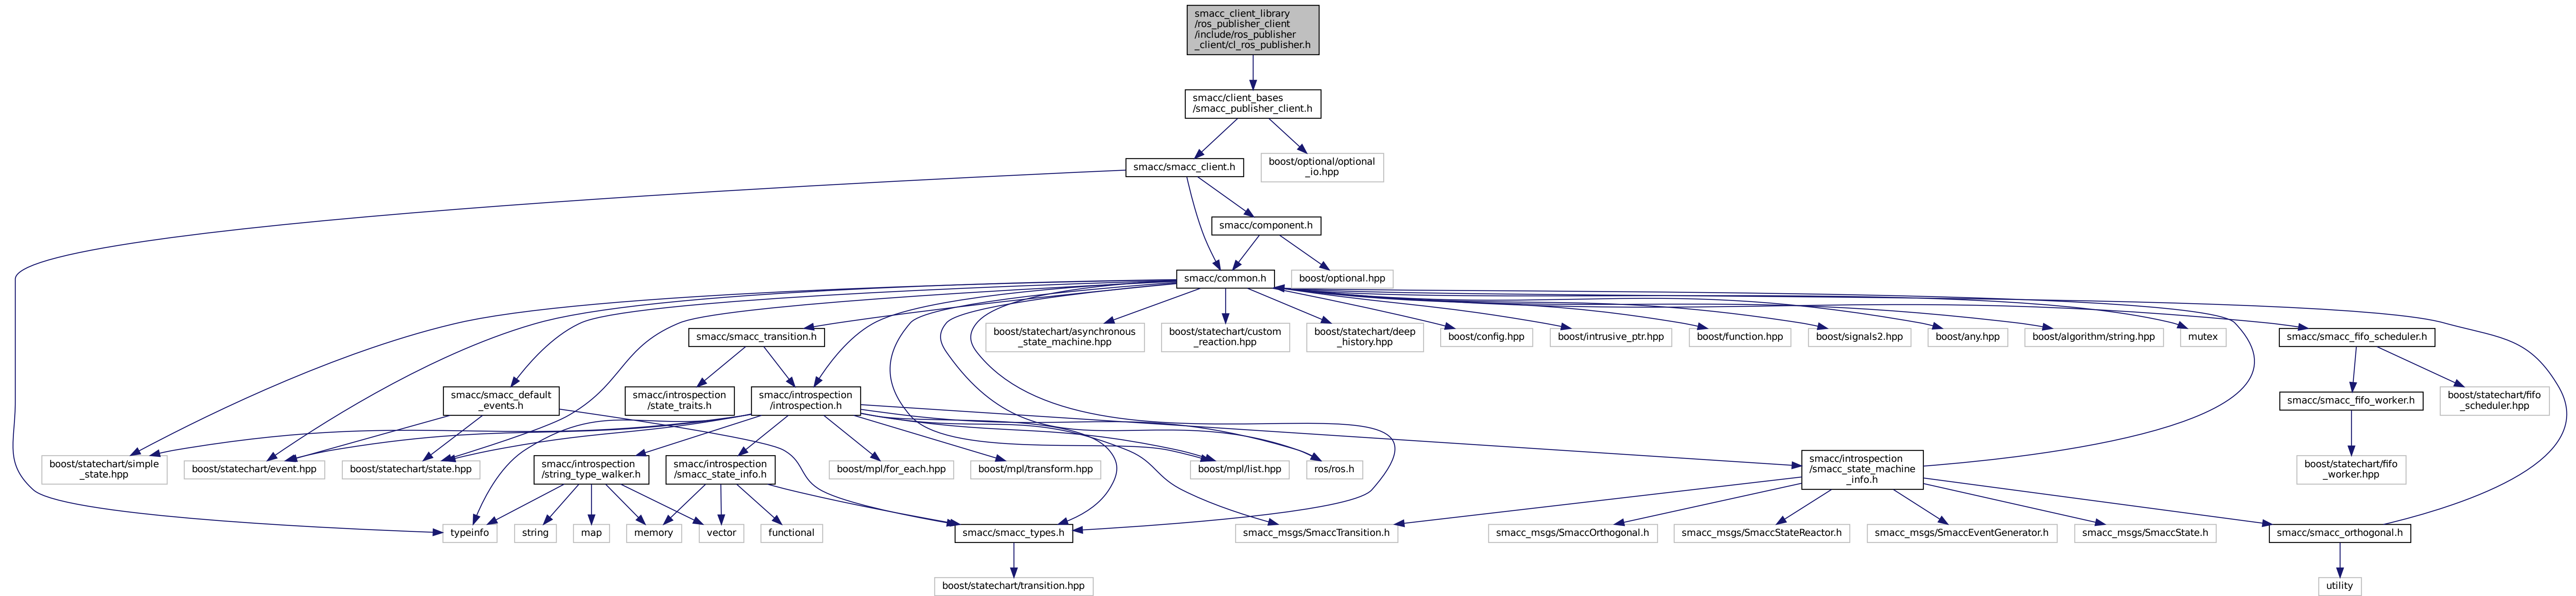 smacc_client_library
/ros_publisher_client
/include/ros_publisher
_client/cl_ros_publisher.h
smacc/client_bases
/smacc_publisher_client.h
smacc/smacc_client.h
boost/optional/optional
_io.hpp
smacc/component.h
smacc/common.h
boost/optional.hpp
smacc/smacc_transition.h
boost/statechart/asynchronous
_state_machine.hpp
boost/statechart/custom
_reaction.hpp
boost/statechart/deep
_history.hpp
boost/config.hpp
boost/intrusive_ptr.hpp
boost/function.hpp
boost/signals2.hpp
boost/any.hpp
boost/algorithm/string.hpp
mutex
smacc/smacc_fifo_scheduler.h
smacc/smacc_default
_events.h
smacc/introspection
/state_traits.h
smacc/introspection
/introspection.h
smacc/smacc_fifo_worker.h
boost/statechart/fifo
_scheduler.hpp
boost/statechart/simple
_state.hpp
boost/statechart/event.hpp
boost/statechart/state.hpp
smacc/introspection
/string_type_walker.h
smacc/introspection
/smacc_state_info.h
boost/mpl/for_each.hpp
boost/mpl/transform.hpp
boost/mpl/list.hpp
ros/ros.h
smacc/introspection
/smacc_state_machine
_info.h
boost/statechart/fifo
_worker.hpp
typeinfo
string
map
memory
vector
functional
smacc/smacc_types.h
smacc_msgs/SmaccTransition.h
smacc_msgs/SmaccOrthogonal.h
smacc_msgs/SmaccStateReactor.h
smacc_msgs/SmaccEventGenerator.h
smacc_msgs/SmaccState.h
smacc/smacc_orthogonal.h
boost/statechart/transition.hpp
utility